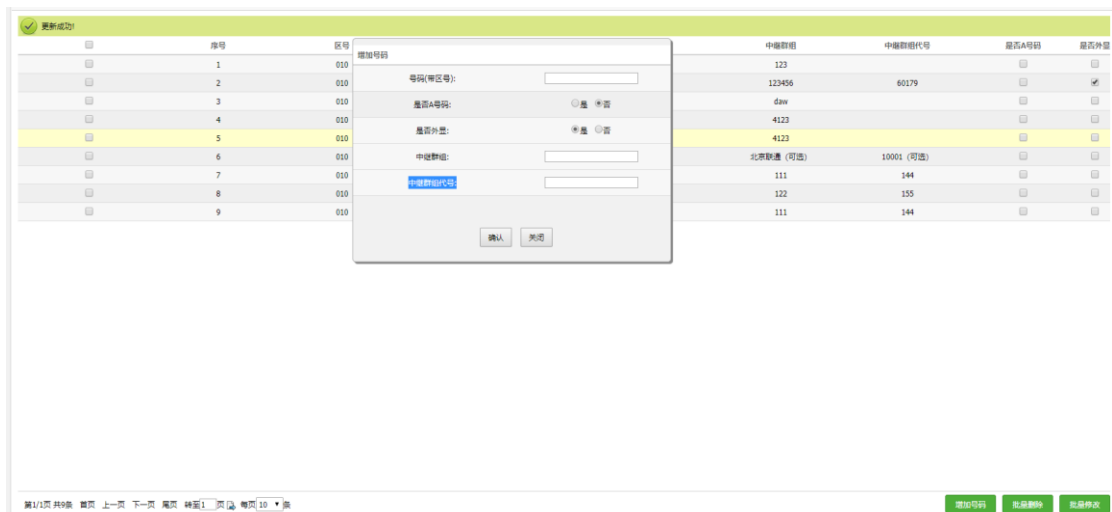 更新成功!
序号 区号 中继群组 中继群组代号 是否A号码 是否外显
增加号码
1 010 123
号码(带区号):
2 010 123456 60179
是否A号码: 是 否
3 010 daw
4 010 4123
是否外显: 是 否
5 010 4123
中继群组:
6 010 北京联通（可选） 10001（可选）
7 010 111 144
中继群组代号:
8 010 122 155
9 010 111 144
确认 关闭
第1/1页 共9条 首页 上一页 下一页 尾页 转至 1 页 每页 10 条 增加号码 批量删除 批量修改